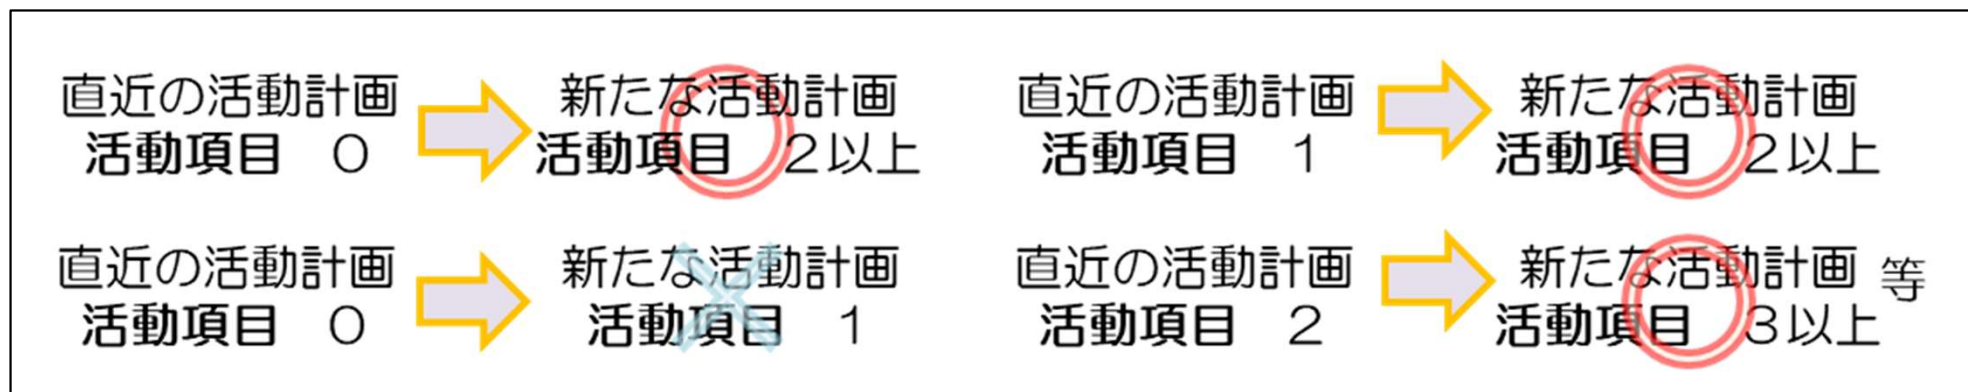 直近の活動計画
活動項目　0
新たな活動計画
活動項目　2以上
直近の活動計画
活動項目　1
新たな活動計画
活動項目　2以上
直近の活動計画
活動項目　0
新たな活動計画
活動項目　1
直近の活動計画
活動項目　2
新たな活動計画
活動項目　3以上
等